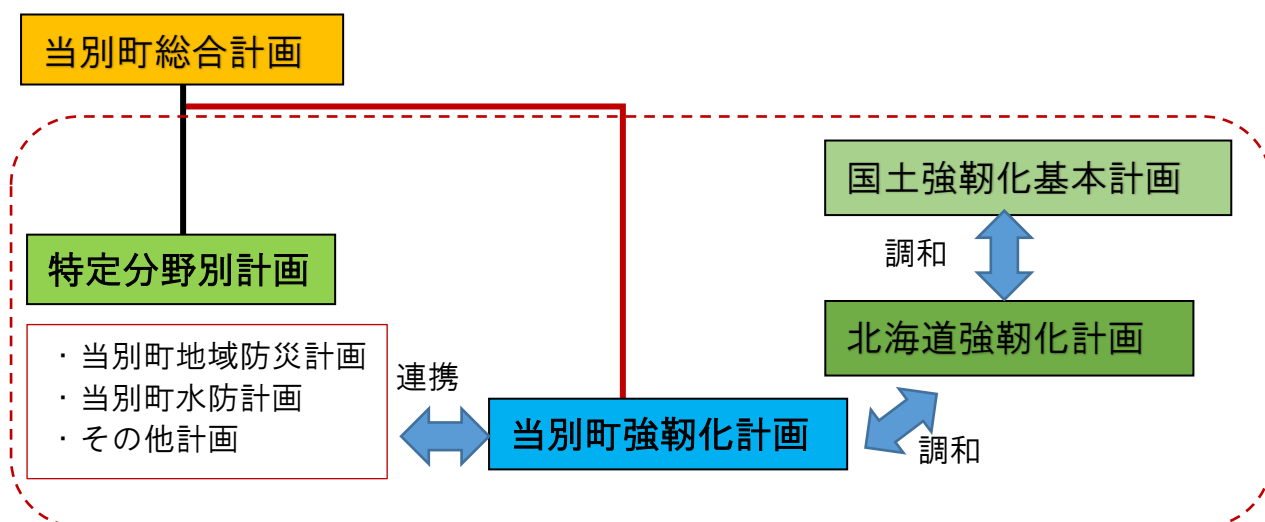 当別町総合計画
国土強靭化基本計画
調和
特定分野別計画
北海道強靭化計画
・当別町地域防災計画
・当別町水防計画
・その他計画
連携
当別町強靭化計画
調和